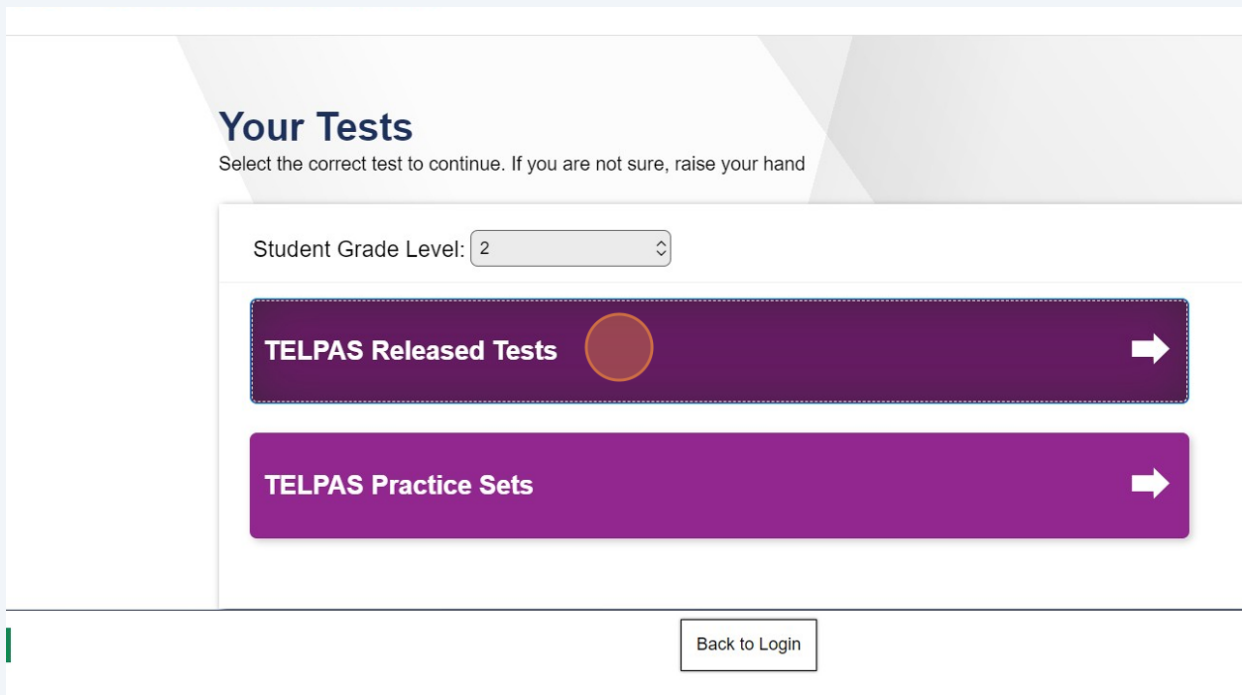 Your Tests
Select the correct test to continue. If you are not sure, raise your hand
Student Grade Level: 2
TELPAS Released Tests
TELPAS Practice Sets
Back to Login